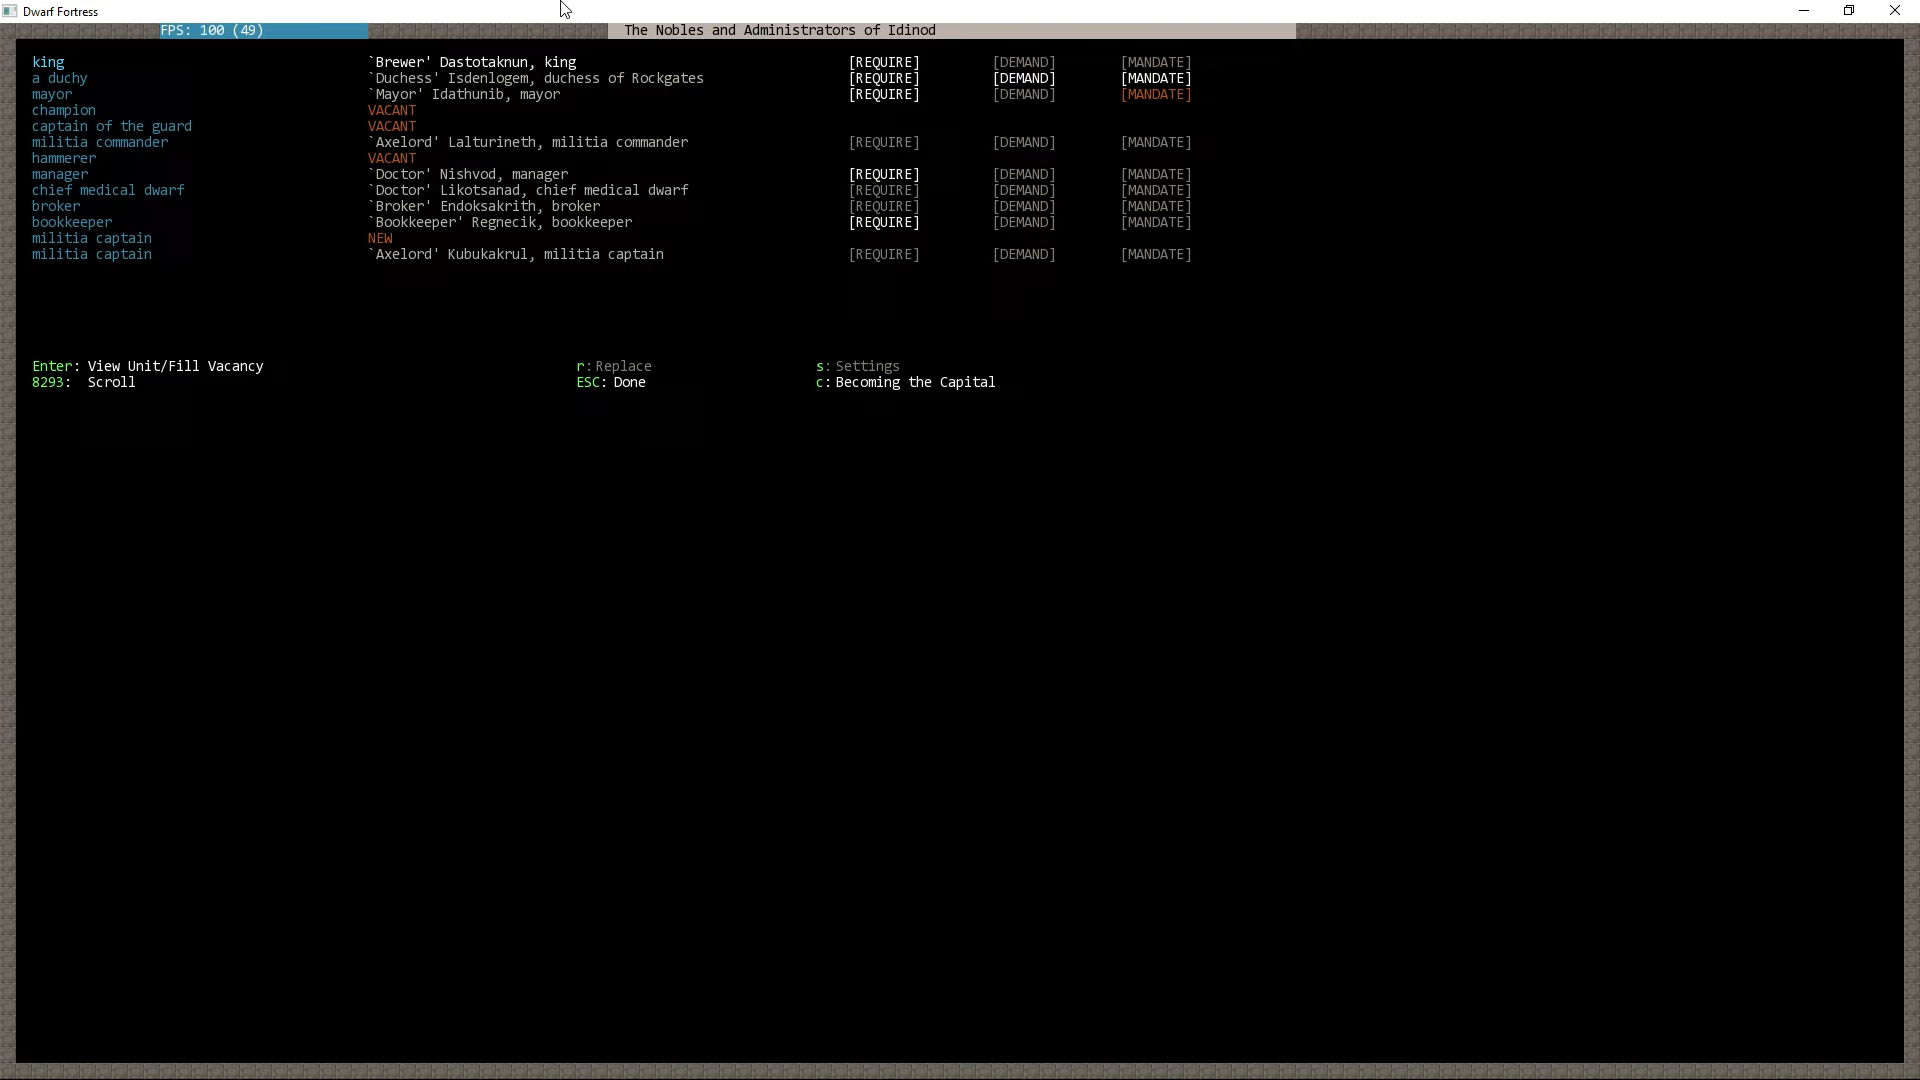 Dwarf Fortress
FPS: 100 (49) The Nobles and Administrators of Idinod
king `Brewer' Dastotaknun, king [REQUIRE] [DEMAND] [MANDATE]
a duchy `Duchess' Isdenlogem, duchess of Rockgates [REQUIRE] [DEMAND] [MANDATE]
mayor `Mayor' Idathunib, mayor [REQUIRE] [DEMAND] [MANDATE]
champion VACANT
captain of the guard VACANT
militia commander `Axelord' Lalturineth, militia commander [REQUIRE] [DEMAND] [MANDATE]
hammerer VACANT
manager `Doctor' Nishvod, manager [REQUIRE] [DEMAND] [MANDATE]
chief medical dwarf `Doctor' Likotsanad, chief medical dwarf [REQUIRE] [DEMAND] [MANDATE]
broker `Broker' Endoksakrith, broker [REQUIRE] [DEMAND] [MANDATE]
bookkeeper `Bookkeeper' Regnecik, bookkeeper [REQUIRE] [DEMAND] [MANDATE]
militia captain NEW
militia captain `Axelord' Kubukakrul, militia captain [REQUIRE] [DEMAND] [MANDATE]
Enter: View Unit/Fill Vacancy r: Replace s: Settings
8293: Scroll ESC: Done c: Becoming the Capital